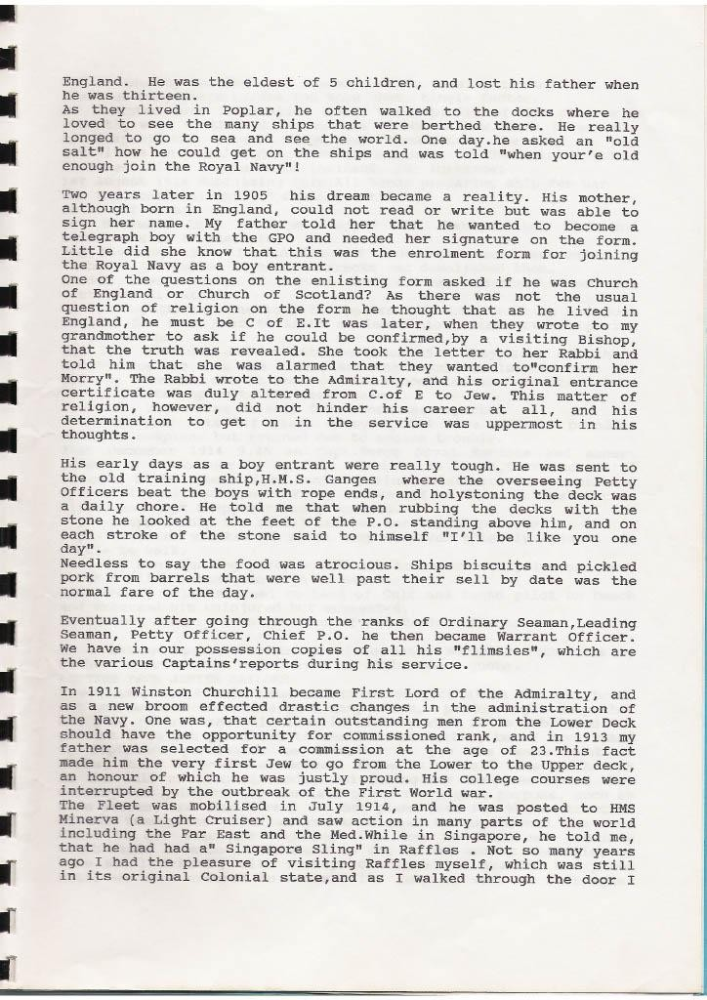 England.  He was the eldest of 5 children, and lost his father when
he was thirteen.
As they lived in Poplar, he often walked to the docks where he
loved to see the many ships that were berthed there. He really
longed to go to sea and see the world. One day.he asked an "old
salt" how he could get on the ships and was told "when your'e old
enough join the Royal Navy"!
Two years later in 1905  his dream became a reality. His mother,
although born in England, could not read or write but was able to
sign her name. My father told her that he wanted to become a
telegraph boy with the GPO and needed her signature on the form.
Little did she know that this was the enrolment form for joining
the Royal Navy as a boy entrant.
One of the questions on the enlisting form asked if he was Church
of England or Church of Scotland? As there was not the usual
question of religion on the form he thought that as he lived in
England, he must be C of E.It was later, when they wrote to my
grandmother to ask if he could be confirmed,by a visiting Bishop,
that the truth was revealed. She took the letter to her Rabbi and
told him that she was alarmed that they wanted to"confirm her
Morry". The Rabbi wrote to the Admiralty, and his original entrance
certificate was duly altered from C.of E to Jew. This matter of
religion, however, did not hinder his career at all, and his
determination to get on in the service was uppermost in his
thoughts.
His early days as a boy entrant were really tough. He was sent to
the old training ship,H.M.S. Ganges  where the overseeing Petty
Officers beat the boys with rope ends, and holystoning the deck was
a daily chore. He told me that when rubbing the decks with the
stone he looked at the feet of the P.O. standing above him, and on
each stroke of the stone said to himself "I'll be like you one
day".
Needless to say the food was atrocious. Ships biscuits and pickled
pork from barrels that were well past their sell by date was the
normal fare of the day.
Eventually after going through the ranks of Ordinary Seaman,Leading
Seaman, Petty Officer, Chief P.O. he then became Warrant Officer.
We have in our possession copies of all his "flimsies", which are
the various Captains'reports during his service.
In 1911 Winston Churchill became First Lord of the Admiralty, and
as a new broom effected drastic changes in the administration of
the Navy. One was, that certain outstanding men from the Lower Deck
should have the opportunity for commissioned rank, and in 1913 my
father was selected for a commission at the age of 23.This fact
made him the very first Jew to go from the Lower to the Upper deck,
an honour of which he was justly proud. His college courses were
interrupted by the outbreak of the First World war.
The Fleet was mobilised in July 1914, and he was posted to HMS
Minerva (a Light Cruiser) and saw action in many parts of the world
including the Far East and the Med.While in Singapore, he told me,
that he had had a" Singapore Sling" in Raffles . Not so many years
ago I had the pleasure of visiting Raffles myself, which was still
in its original Colonial state,and as I walked through the door I